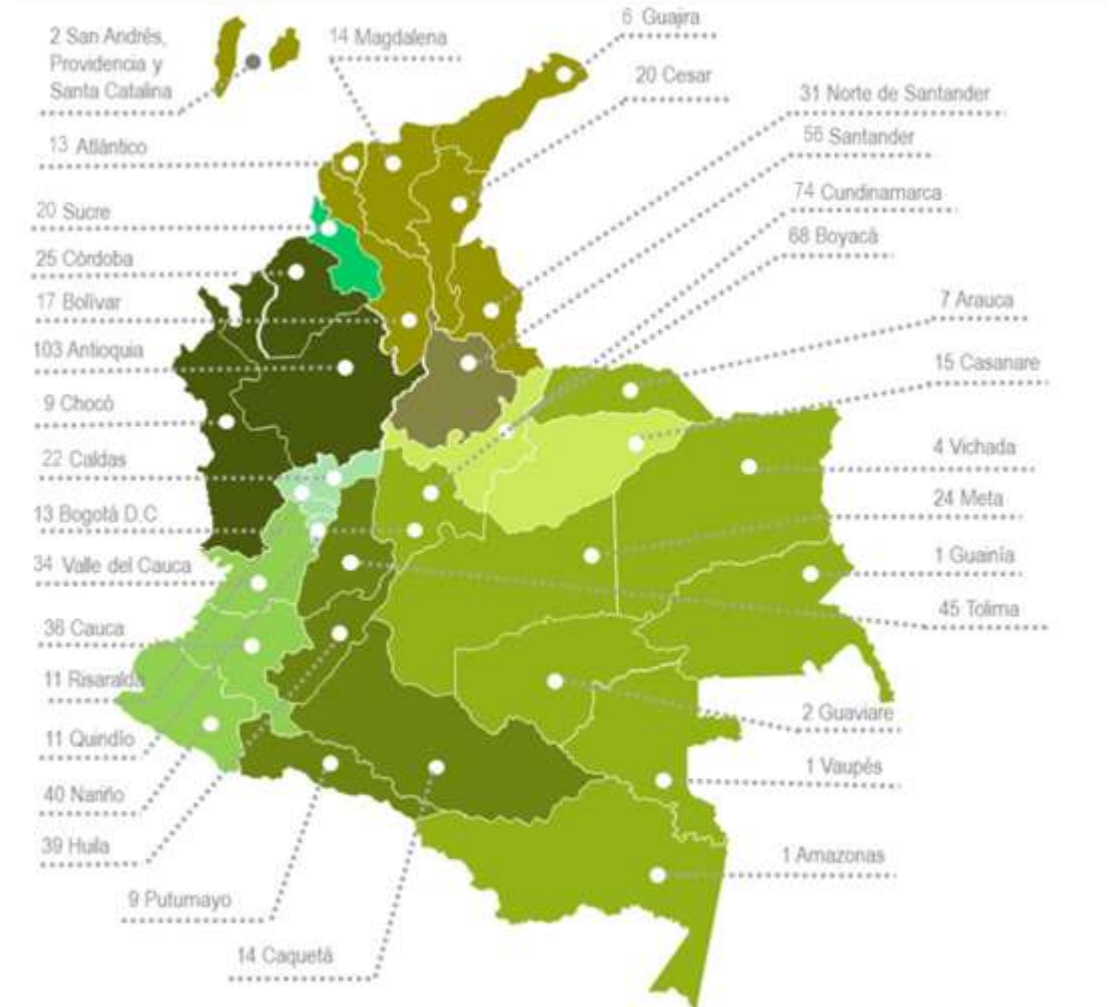 2 San Andrés,
Providencia y
Santa Catalina
14 Magdalena
6 Guajira
20 Cesar
31 Norte de Santander
56 Santander
74 Cundinamarca
68 Boyacá
13 Atlántico
20 Sucre
25 Córdoba
17 Bolívar
103 Antioquia
9 Chocó
22 Caldas
13 Bogotá D.C
34 Valle del Cauca
36 Cauca
11 Risaralda
11 Quindío
40 Nariño
39 Huila
9 Putumayo
14 Caquetá
7 Arauca
15 Casanare
4 Vichada
24 Meta
1 Guainía
45 Tolima
2 Guaviare
1 Vaupés
1 Amazonas